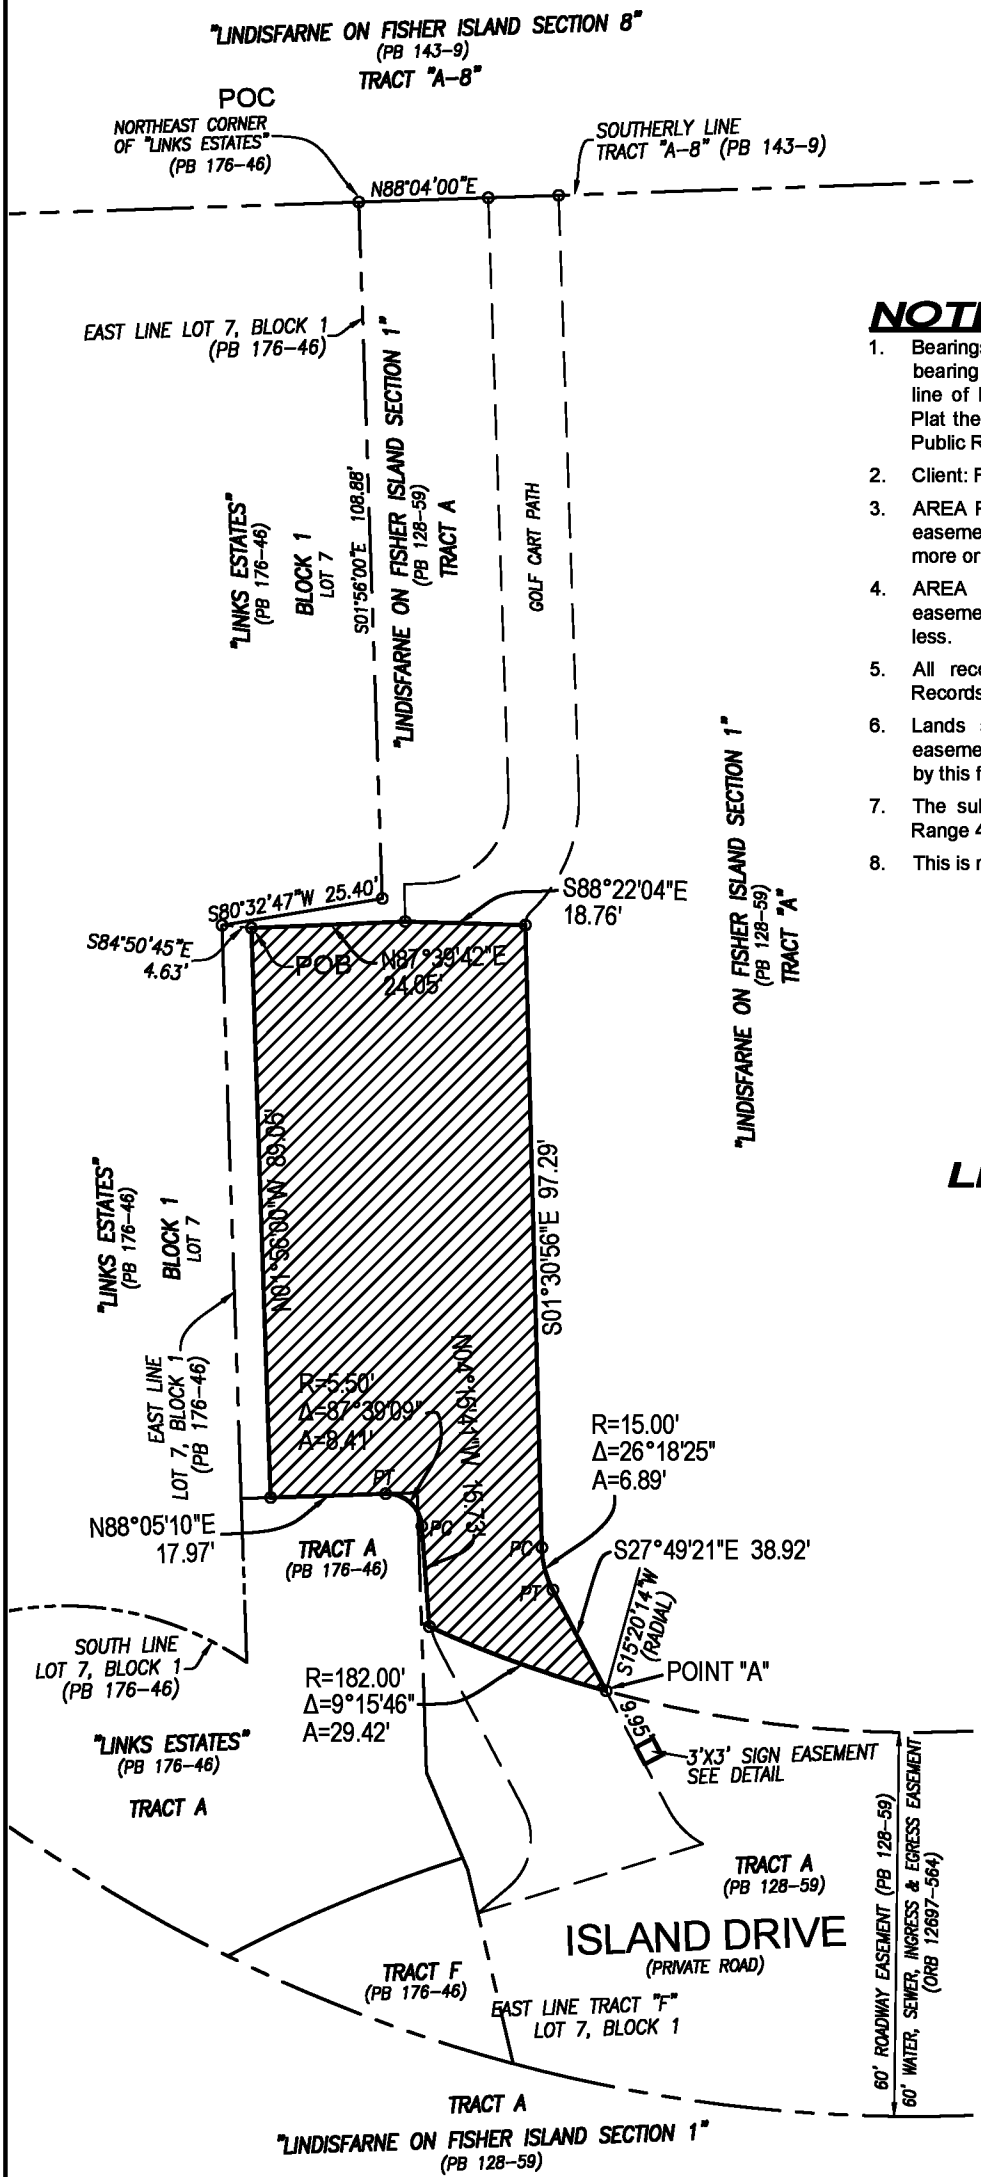 "LINDISFARNE ON FISHER ISLAND SECTION 8"
(PB 143-9)
TRACT "A-8"
POC
NORTHEAST CORNER
OF "LINKS ESTATES"
(PB 176-46)
SOUTHERLY LINE
TRACT "A-8" (PB 143-9)
N88°04'00"E
EAST LINE LOT 7, BLOCK 1
(PB 176-46)
"LINKS ESTATES"
(PB 176-46)
BLOCK 1
LOT 7
S01°56'00"E 108.88'
"LINDISFARNE ON FISHER ISLAND SECTION 1"
(PB 128-59)
TRACT A
GOLF CART PATH
NOT
1. Bearings
bearing
line of
Plat the
Public R
2. Client: F
3. AREA
easeme
more or
4. AREA
easeme
less.
5. All rec
Records
6. Lands
easeme
by this f
7. The su
Range 4
8. This is
S80°32'47"W 25.40'
S84°50'45"E
4.63'
POB
N87°39'42"E
24.05'
S88°22'04"E
18.76'
"LINDISFARNE ON FISHER ISLAND SECTION 1"
(PB 128-59)
TRACT "A"
"LINKS ESTATES"
(PB 176-46)
BLOCK 1
LOT 7
EAST LINE
LOT 7, BLOCK 1
(PB 176-46)
N01°56'00"W 89.05'
S01°30'56"E 97.29'
L
R=5.50'
Δ=87°39'09"
A=8.41'
N04°15'41"W 15.73'
R=15.00'
Δ=26°18'25"
A=6.89'
PT
PC
N88°05'10"E
17.97'
TRACT A
(PB 176-46)
PC
PT
S27°49'21"E 38.92'
S15°20'14"W
(RADIAL)
POINT "A"
SOUTH LINE
LOT 7, BLOCK 1
(PB 176-46)
R=182.00'
Δ=9°15'46"
A=29.42'
9.95'
3'X3' SIGN EASEMENT
SEE DETAIL
"LINKS ESTATES"
(PB 176-46)
TRACT A
TRACT A
(PB 128-59)
ISLAND DRIVE
(PRIVATE ROAD)
60' ROADWAY EASEMENT (PB 128-59)
60' WATER, SEWER, INGRESS & EGRESS EASEMENT
(ORB 12697-564)
TRACT F
(PB 176-46)
EAST LINE TRACT "F"
LOT 7, BLOCK 1
TRACT A
"LINDISFARNE ON FISHER ISLAND SECTION 1"
(PB 128-59)